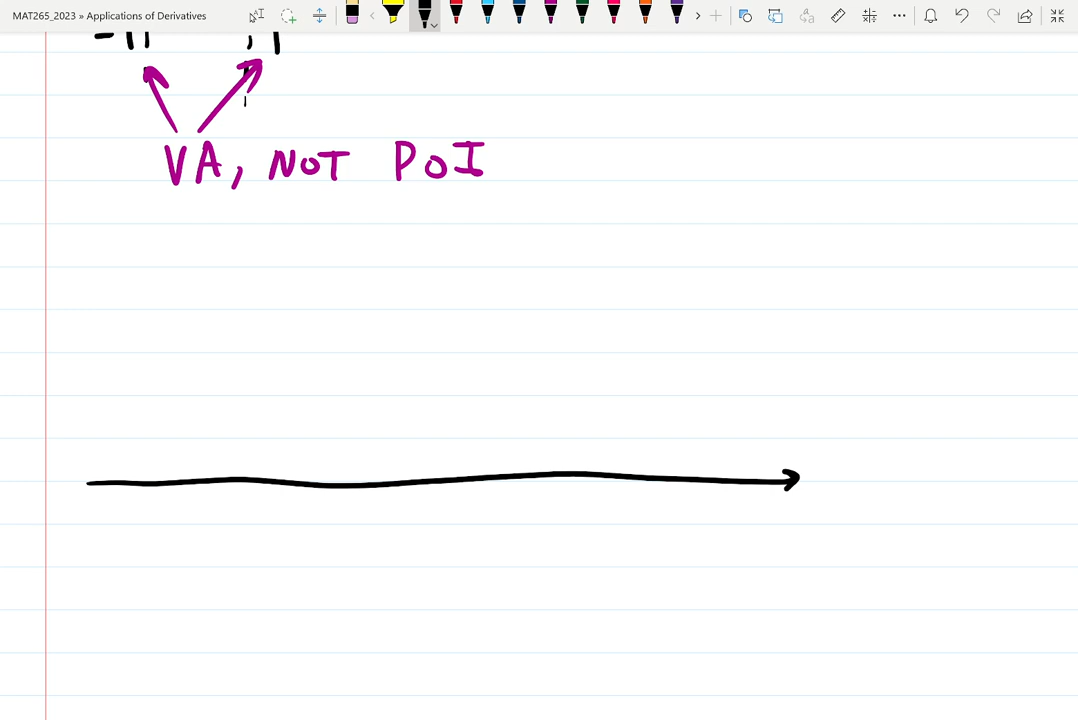 MAT265_2023 » Applications of Derivatives
VA, NOT POI